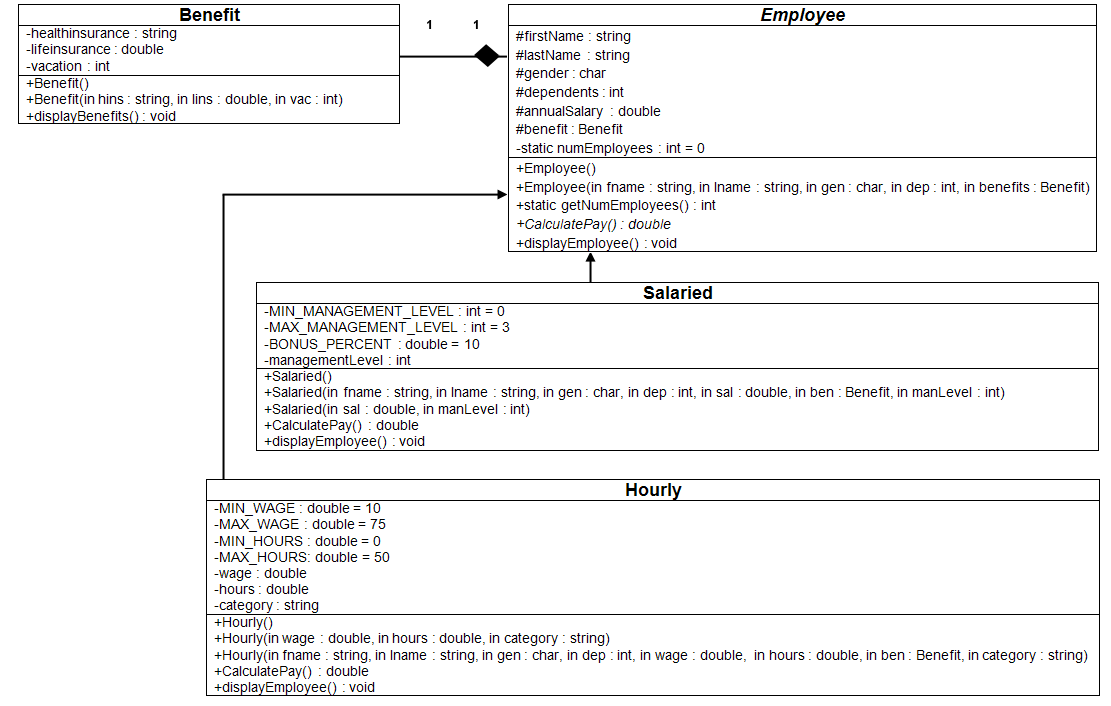 Benefit
-healthinsurance : string
-lifeinsurance : double
-vacation : int
+Benefit()
+Benefit(in hins : string, in lins : double, in vac : int)
+displayBenefits() : void
1 1
Employee
#firstName : string
#lastName : string
#gender : char
#dependents : int
#annualSalary : double
#benefit : Benefit
-static numEmployees : int = 0
+Employee()
+Employee(in fname : string, in lname : string, in gen : char, in dep : int, in benefits : Benefit)
+static getNumEmployees() : int
+CalculatePay() : double
+displayEmployee() : void
Salaried
-MIN_MANAGEMENT_LEVEL : int = 0
-MAX_MANAGEMENT_LEVEL : int = 3
-BONUS_PERCENT : double = 10
-managementLevel : int
+Salaried()
+Salaried(in fname : string, in lname : string, in gen : char, in dep : int, in sal : double, in ben : Benefit, in manLevel : int)
+Salaried(in sal : double, in manLevel : int)
+CalculatePay() : double
+displayEmployee() : void
Hourly
-MIN_WAGE : double = 10
-MAX_WAGE : double = 75
-MIN_HOURS : double = 0
-MAX_HOURS: double = 50
-wage : double
-hours : double
-category : string
+Hourly()
+Hourly(in wage : double, in hours : double, in category : string)
+Hourly(in fname : string, in lname : string, in gen : char, in dep : int, in wage : double, in hours : double, in ben : Benefit, in category : string)
+CalculatePay() : double
+displayEmployee() : void